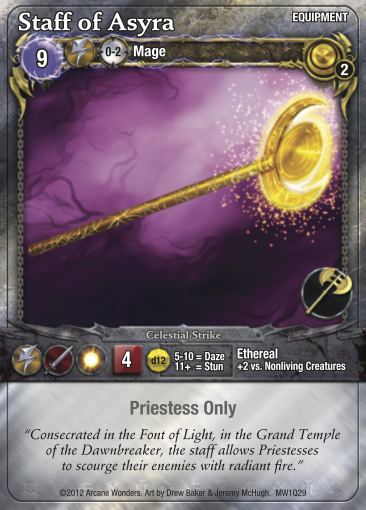 Staff of Asyra
EQUIPMENT
9
0-2
Mage
2
Celestial Strike
4
d12
5-10 = Daze
11+ = Stun
Ethereal
+2 vs. Nonliving Creatures
Priestess Only
“Consecrated in the Font of Light, in the Grand Temple
of the Dawnbreaker, the staff allows Priestesses
to scourge their enemies with radiant fire.”
©2012 Arcane Wonders. Art by Drew Baker & Jeremy McHugh. MW1Q29